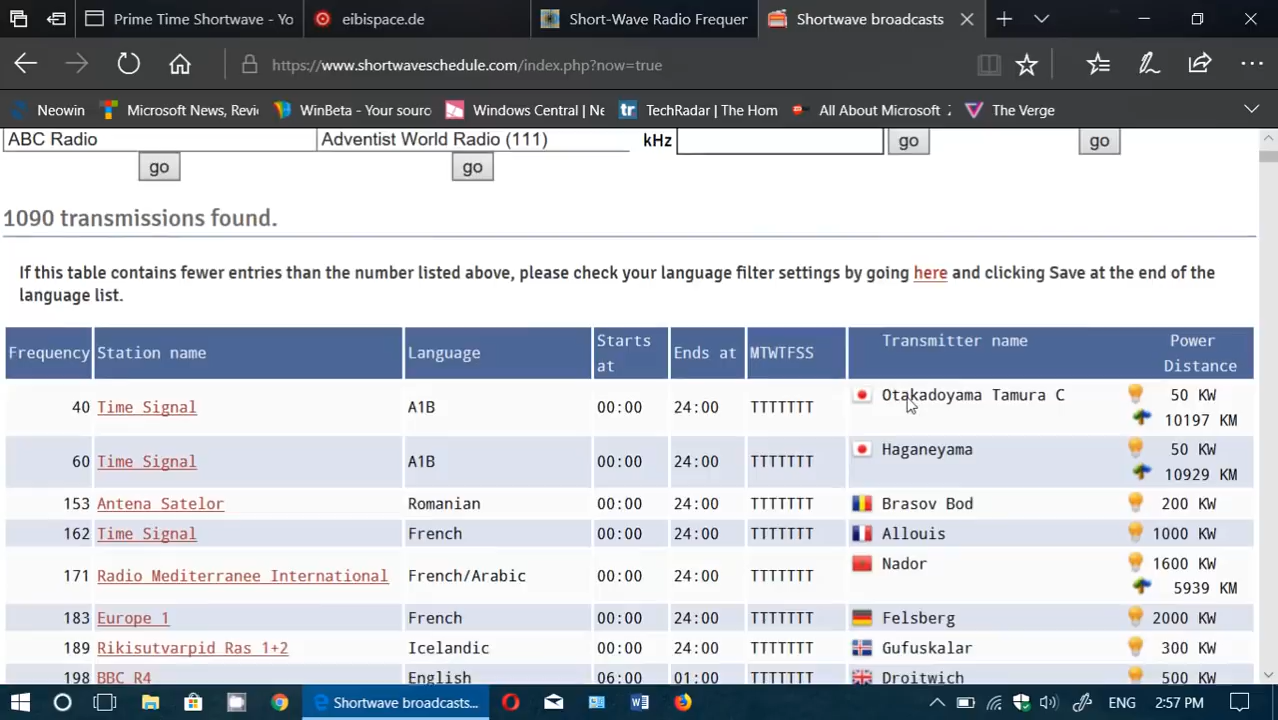 Prime Time Shortwave - Yo
eibispace.de
Short-Wave Radio Frequer
Shortwave broadcasts
https://www.shortwaveschedule.com/index.php?now=true
Neowin
Microsoft News, Revie
WinBeta - Your sourc
Windows Central | Ne
TechRadar | The Hom
All About Microsoft
The Verge
ABC Radio
Adventist World Radio (111)
kHz
go
go
go
go
1090 transmissions found.
If this table contains fewer entries than the number listed above, please check your language filter settings by going here and clicking Save at the end of the
language list.
Frequency Station name Language Starts at Ends at MTWTFSS Transmitter name Power Distance
40 Time Signal A1B 00:00 24:00 TTTTTTT Otakadoyama Tamura C 50 KW
10197 KM
60 Time Signal A1B 00:00 24:00 TTTTTTT Haganeyama 50 KW
10929 KM
153 Antena Satelor Romanian 00:00 24:00 TTTTTTT Brasov Bod 200 KW
162 Time Signal French 00:00 24:00 TTTTTTT Allouis 1000 KW
171 Radio Mediterranee International French/Arabic 00:00 24:00 TTTTTTT Nador 1600 KW
5939 KM
183 Europe 1 French 00:00 24:00 TTTTTTT Felsberg 2000 KW
189 Rikisutvarpid Ras 1+2 Icelandic 00:00 24:00 TTTTTTT Gufuskalar 300 KW
198 BBC R4 English 06:00 01:00 TTTTTTT Droitwich 500 KW
Shortwave broadcasts...
ENG
2:57 PM